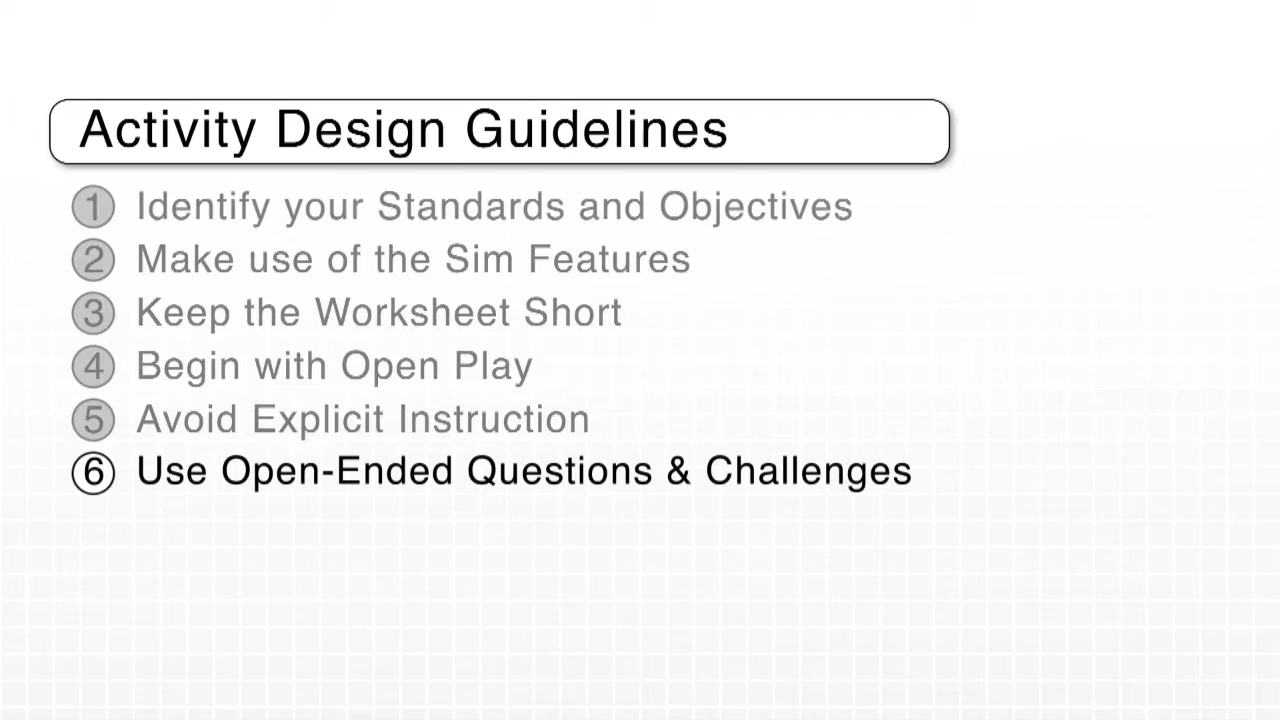 Activity Design Guidelines
1 Identify your Standards and Objectives
2 Make use of the Sim Features
3 Keep the Worksheet Short
4 Begin with Open Play
5 Avoid Explicit Instruction
6 Use Open-Ended Questions & Challenges